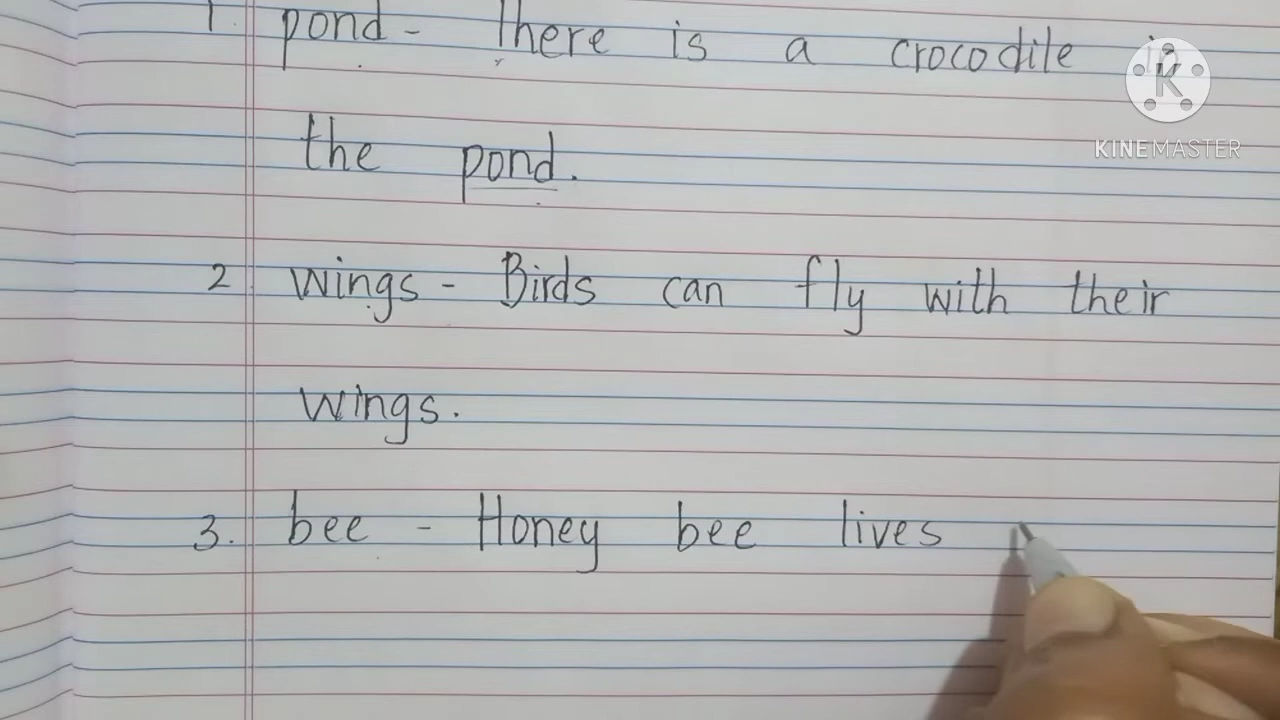 1. pond - There is a crocodile in
the pond.
2 wings - Birds can fly with their
wings.
3. bee - Honey bee lives
KINEMASTER